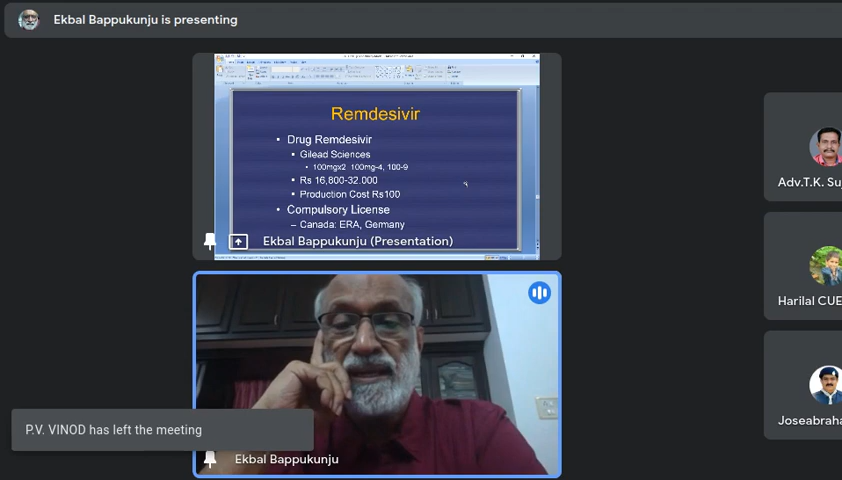 Ekbal Bappukunju is presenting
Remdesivir
• Drug Remdesivir
• Gilead Sciences
• 100mgx2 100mg-4, 100-9
• Rs 16,800-32.000
• Production Cost Rs100
• Compulsory License
– Canada: ERA, Germany
Ekbal Bappukunju (Presentation)
Adv.T.K. Su
Harilal CUE
Joseabraha
P.V. VINOD has left the meeting
Ekbal Bappukunju